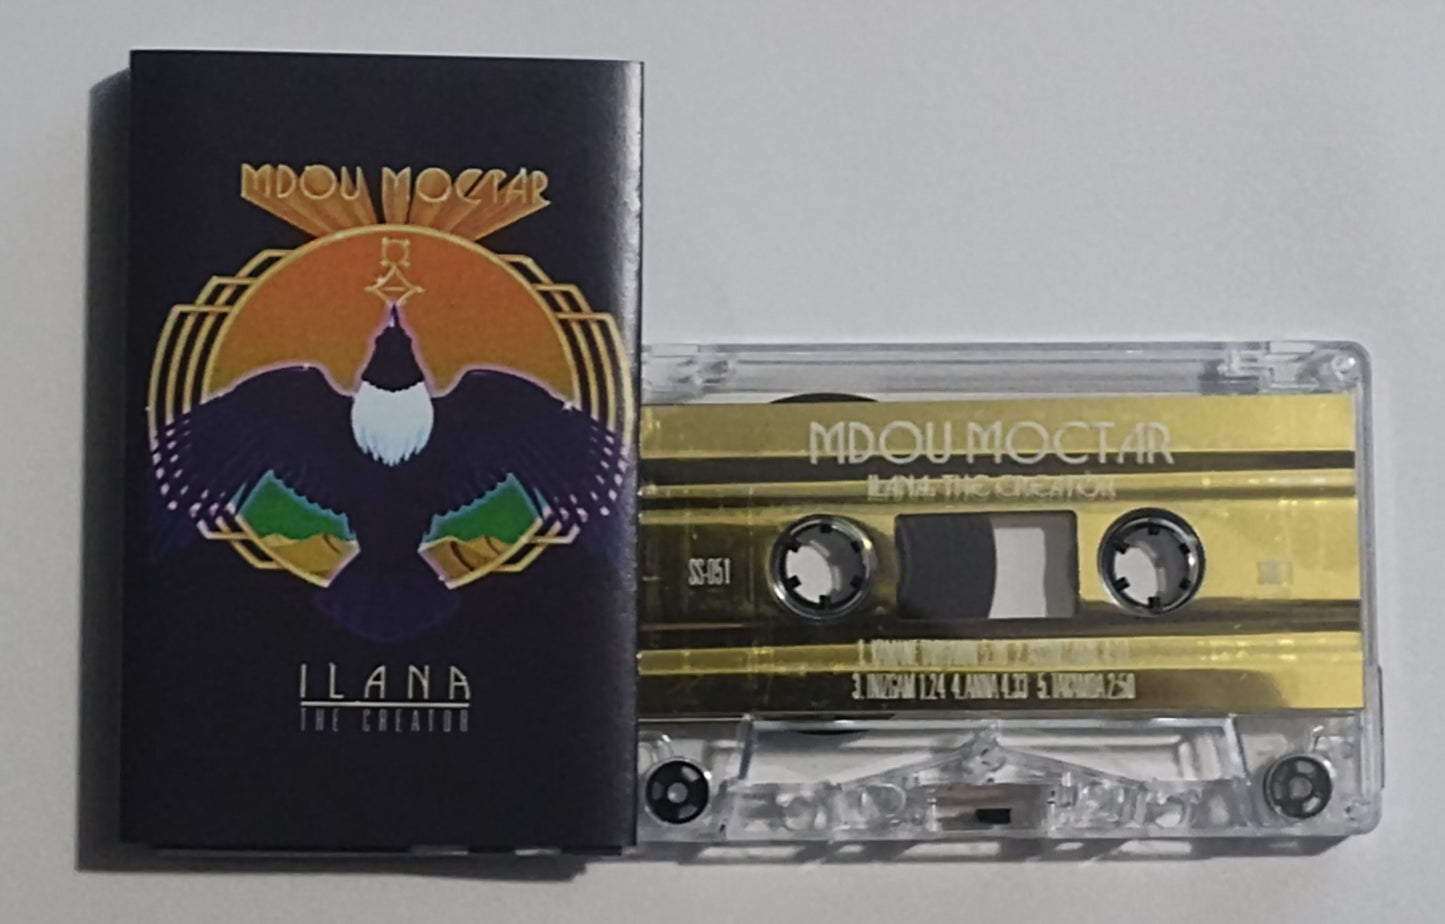 MDOU MOCTAR
ILANA
THE CREATOR
MDOU MOCTAR
ILANA: THE CREATOR
SS-051
3. INIZGAM 1.24 4. ANNA 4.33 5. TAKAMBA 2:50